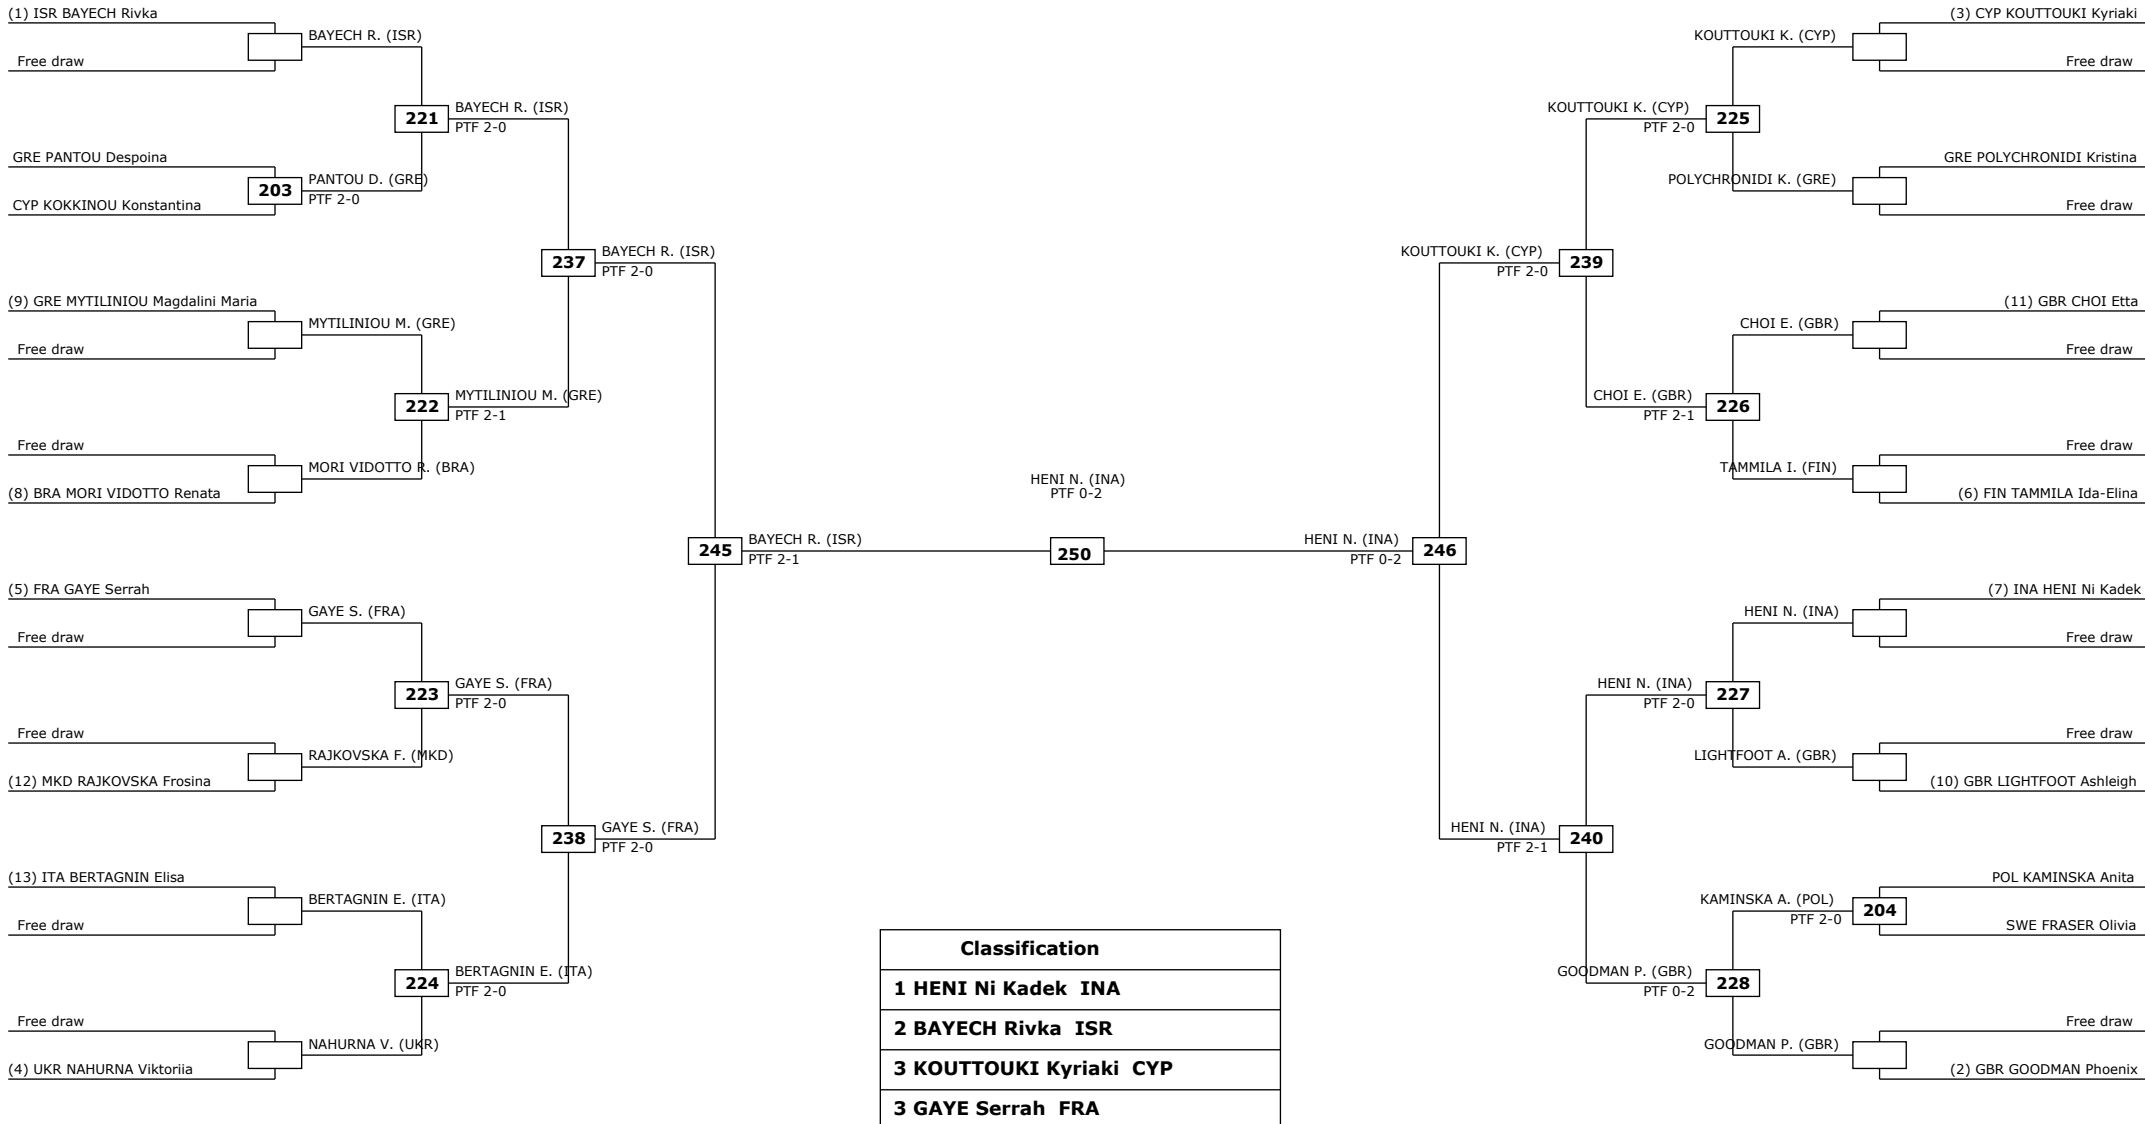 (1) ISR BAYECH Rivka
BAYECH R. (ISR)
Free draw
221
BAYECH R. (ISR)
PTF 2-0
GRE PANTOU Despoina
203
PANTOU D. (GRE)
PTF 2-0
CYP KOKKINOU Konstantina
237
BAYECH R. (ISR)
PTF 2-0
(9) GRE MYTILINIOU Magdalini Maria
MYTILINIOU M. (GRE)
Free draw
222
MYTILINIOU M. (GRE)
PTF 2-1
Free draw
MORI VIDOTTO R. (BRA)
(8) BRA MORI VIDOTTO Renata
245
BAYECH R. (ISR)
PTF 2-1
(5) FRA GAYE Serrah
GAYE S. (FRA)
Free draw
223
GAYE S. (FRA)
PTF 2-0
Free draw
RAJKOVSKA F. (MKD)
(12) MKD RAJKOVSKA Frosina
238
GAYE S. (FRA)
PTF 2-0
(13) ITA BERTAGNIN Elisa
BERTAGNIN E. (ITA)
Free draw
224
BERTAGNIN E. (ITA)
PTF 2-0
Free draw
NAHURNA V. (UKR)
(4) UKR NAHURNA Viktoriia
HENI N. (INA)
PTF 0-2
250
(3) CYP KOUTTOUKI Kyriaki
KOUTTOUKI K. (CYP)
Free draw
KOUTTOUKI K. (CYP)
PTF 2-0
225
GRE POLYCHRONIDI Kristina
POLYCHRONIDI K. (GRE)
Free draw
KOUTTOUKI K. (CYP)
PTF 2-0
239
(11) GBR CHOI Etta
CHOI E. (GBR)
Free draw
CHOI E. (GBR)
PTF 2-1
226
Free draw
TAMMILA I. (FIN)
(6) FIN TAMMILA Ida-Elina
HENI N. (INA)
PTF 0-2
246
(7) INA HENI Ni Kadek
HENI N. (INA)
Free draw
HENI N. (INA)
PTF 2-0
227
Free draw
LIGHTFOOT A. (GBR)
(10) GBR LIGHTFOOT Ashleigh
HENI N. (INA)
PTF 2-1
240
POL KAMINSKA Anita
KAMINSKA A. (POL)
PTF 2-0
204
SWE FRASER Olivia
GOODMAN P. (GBR)
PTF 0-2
228
Free draw
GOODMAN P. (GBR)
(2) GBR GOODMAN Phoenix
Classification
1 HENI Ni Kadek INA
2 BAYECH Rivka ISR
3 KOUTTOUKI Kyriaki CYP
3 GAYE Serrah FRA